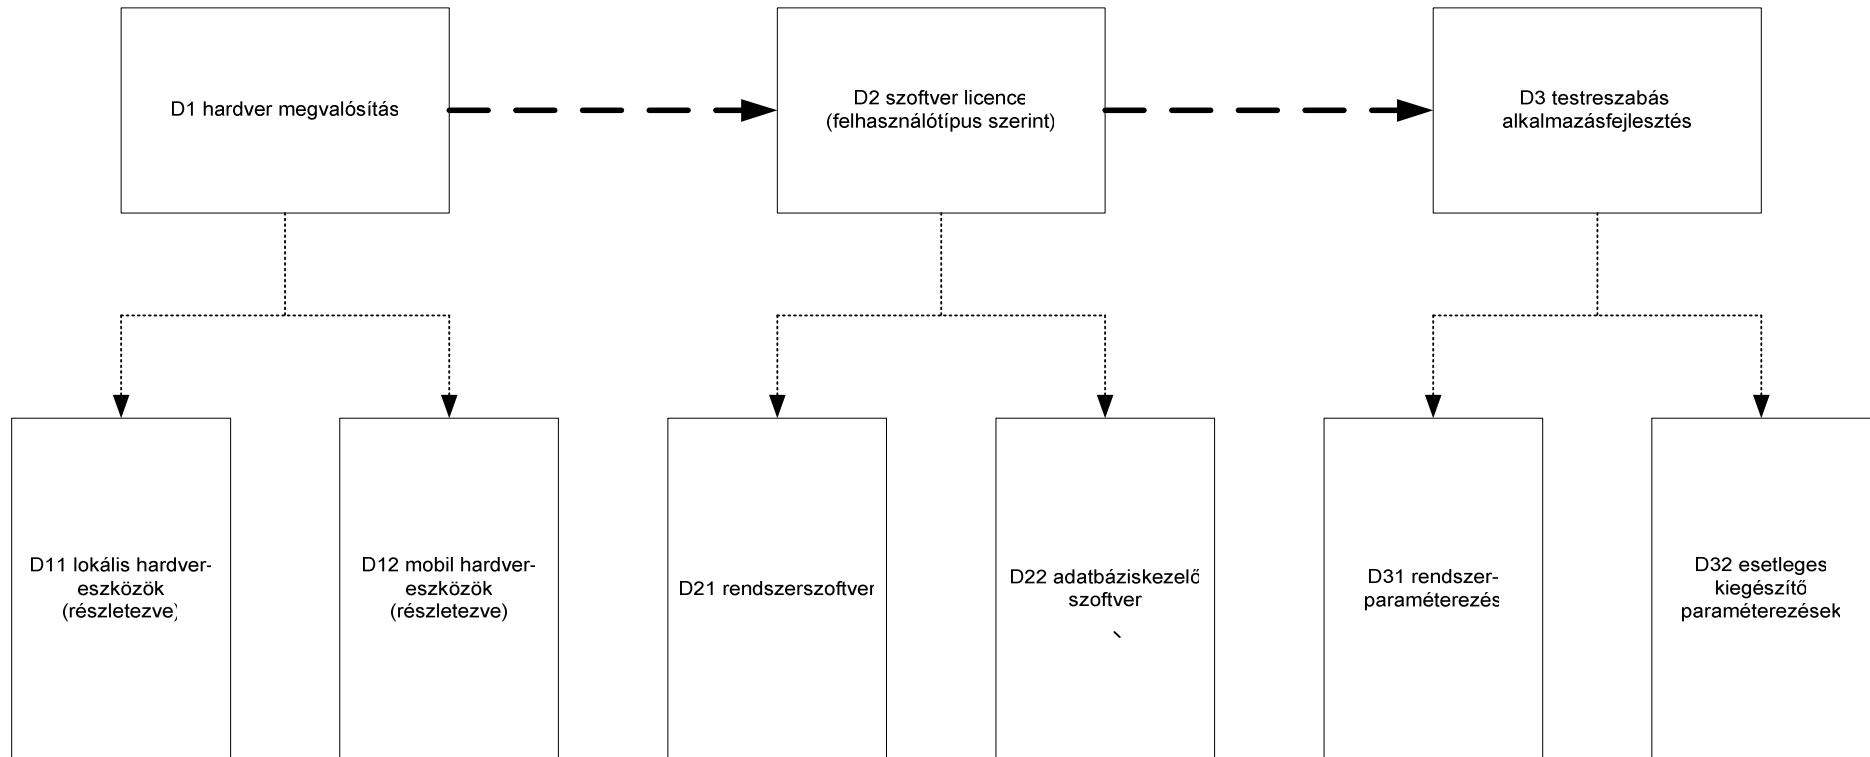 D1 hardver megvalósítás
D2 szoftver licence
(felhasználótípus szerint)
D3 testreszabás
alkalmazásfejlesztés
D11 lokális hardver-
eszközök
(részletezve)
D12 mobil hardver-
eszközök
(részletezve)
D21 rendszerszoftver
D22 adatbáziskezelő
szoftver
D31 rendszer-
paraméterezés
D32 esetleges
kiegészítő
paraméterezések